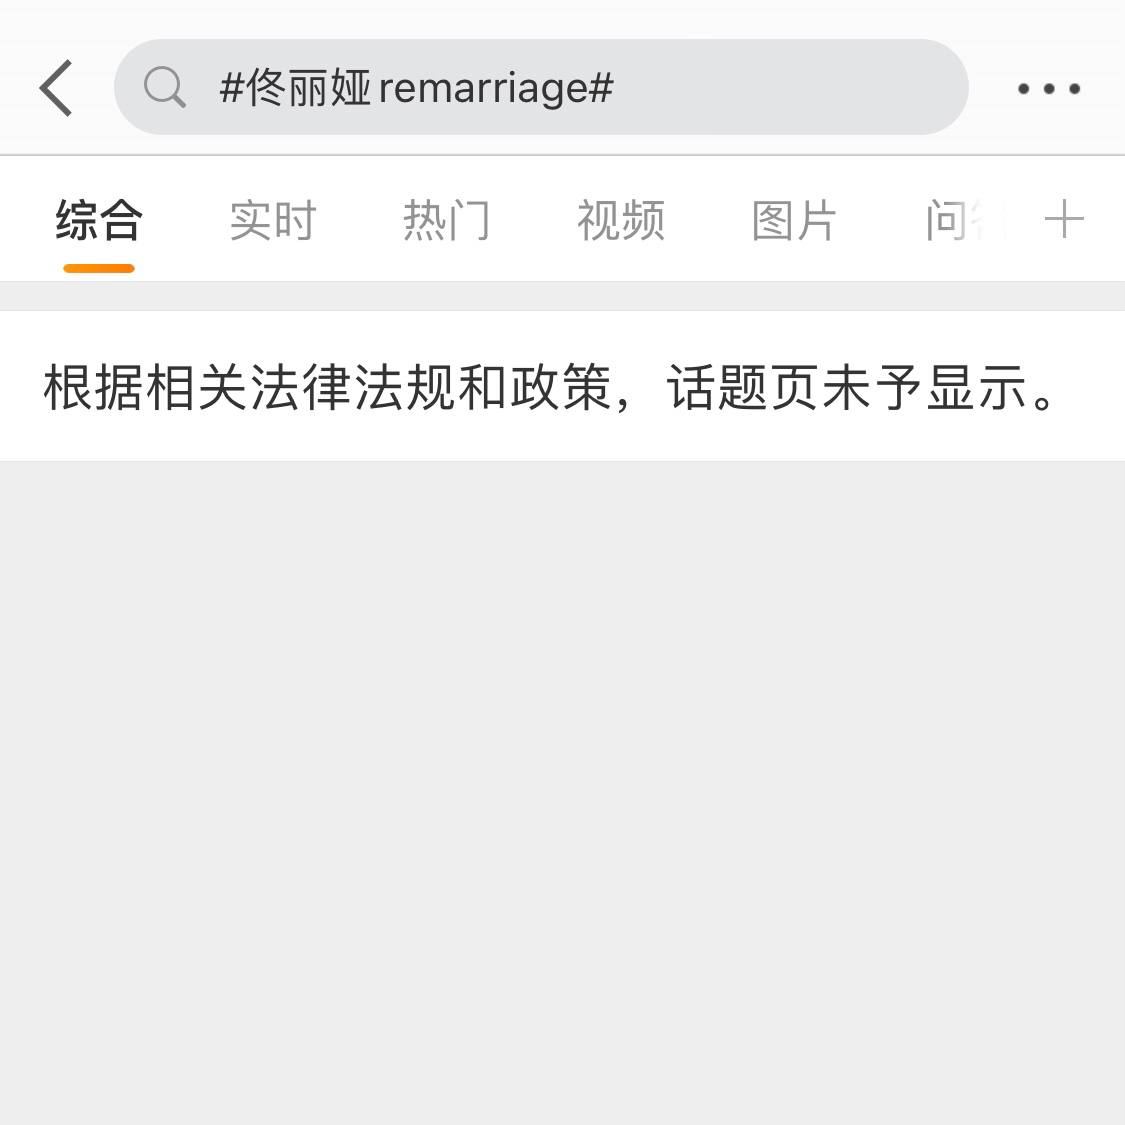 #佟丽娅remarriage#
综合 实时 热门 视频 图片 问
根据相关法律法规和政策，话题页未予显示。